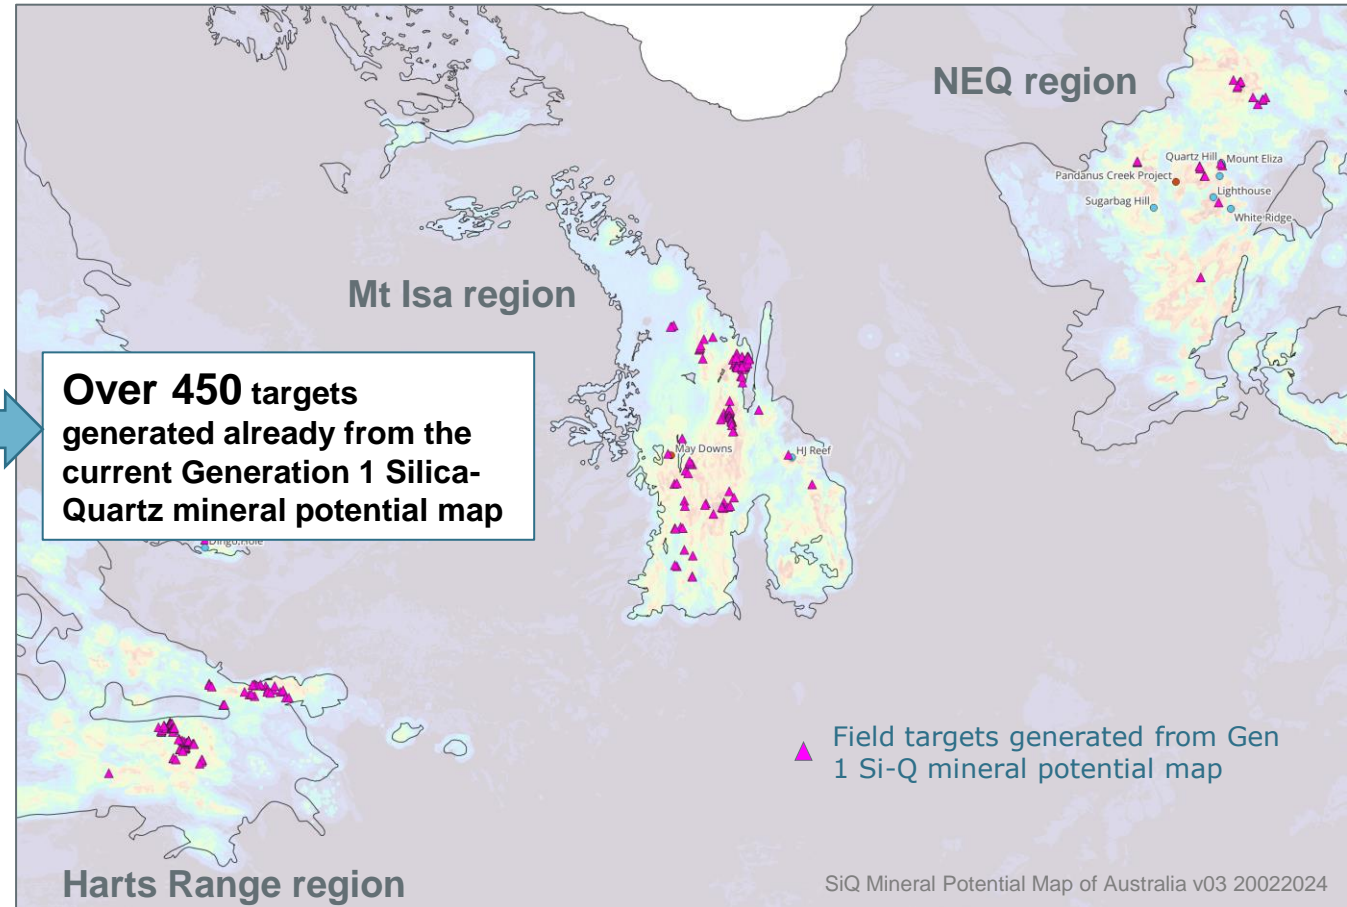 NEQ region
Quartz Hill
Mount Eliza
Pandanus Creek Project
Lighthouse
Sugarbag Hill
White Ridge
Mt Isa region
Over 450 targets
generated already from the
current Generation 1 Silica-
Quartz mineral potential map
May Downs
HJ Reef
Dingo Hole
Field targets generated from Gen
1 Si-Q mineral potential map
Harts Range region
SiQ Mineral Potential Map of Australia v03 20022024